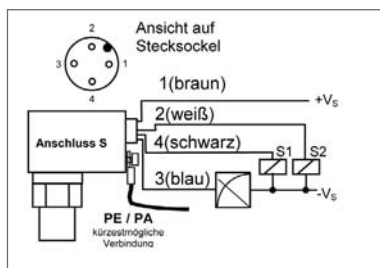 2
Ansicht auf
Stecksockel
3
1
4
1(braun)
+Vs
2(weiß)
Anschluss S
4(schwarz)
S1
S2
3(blau)
-Vs
PE / PA
kürzestmögliche
Verbindung